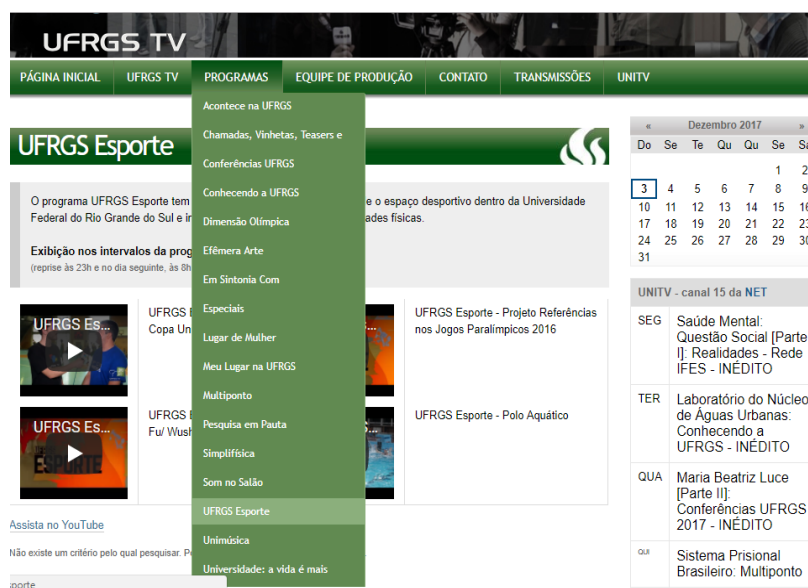 UFRGS TV
PÁGINA INICIAL
UFRGS TV
PROGRAMAS
EQUIPE DE PRODUÇÃO
CONTATO
TRANSMISSÕES
UNITV
Acontece na UFRGS
Chamadas, Vinhetas, Teasers e
Conferências UFRGS
Conhecendo a UFRGS
Dimensão Olímpica
Efêmera Arte
Em Sintonia Com
Especiais
Lugar de Mulher
Meu Lugar na UFRGS
Multiponto
Pesquisa em Pauta
Simplifísica
Som no Salão
UFRGS Esporte
Unimúsica
Universidade: a vida é mais
UFRGS Esporte
O programa UFRGS Esporte tem e o espaço desportivo dentro da Universidade
Federal do Rio Grande do Sul e ades físicas.
Exibição nos intervalos da prog
(reprise às 23h e no dia seguinte, às 8h
UFRGS Es...
UFRGS
Copa Un
UFRGS Esporte - Projeto Referências
nos Jogos Paralímpicos 2016
UFRGS Es...
ESPORTE
UFRGS
Fu/ Wush
UFRGS Esporte - Polo Aquático
Assista no YouTube
Não existe um critério pelo qual pesquisar.
sporte
« Dezembro 2017 »
Do Se Te Qu Qu Se Sá
1 2
3 4 5 6 7 8 9
10 11 12 13 14 15 16
17 18 19 20 21 22 23
24 25 26 27 28 29 30
31
UNITV - canal 15 da NET
SEG Saúde Mental:
Questão Social [Parte
I]: Realidades - Rede
IFES - INÉDITO
TER Laboratório do Núcleo
de Águas Urbanas:
Conhecendo a
UFRGS - INÉDITO
QUA Maria Beatriz Luce
[Parte II]:
Conferências UFRGS
2017 - INÉDITO
QUI Sistema Prisional
Brasileiro: Multiponto